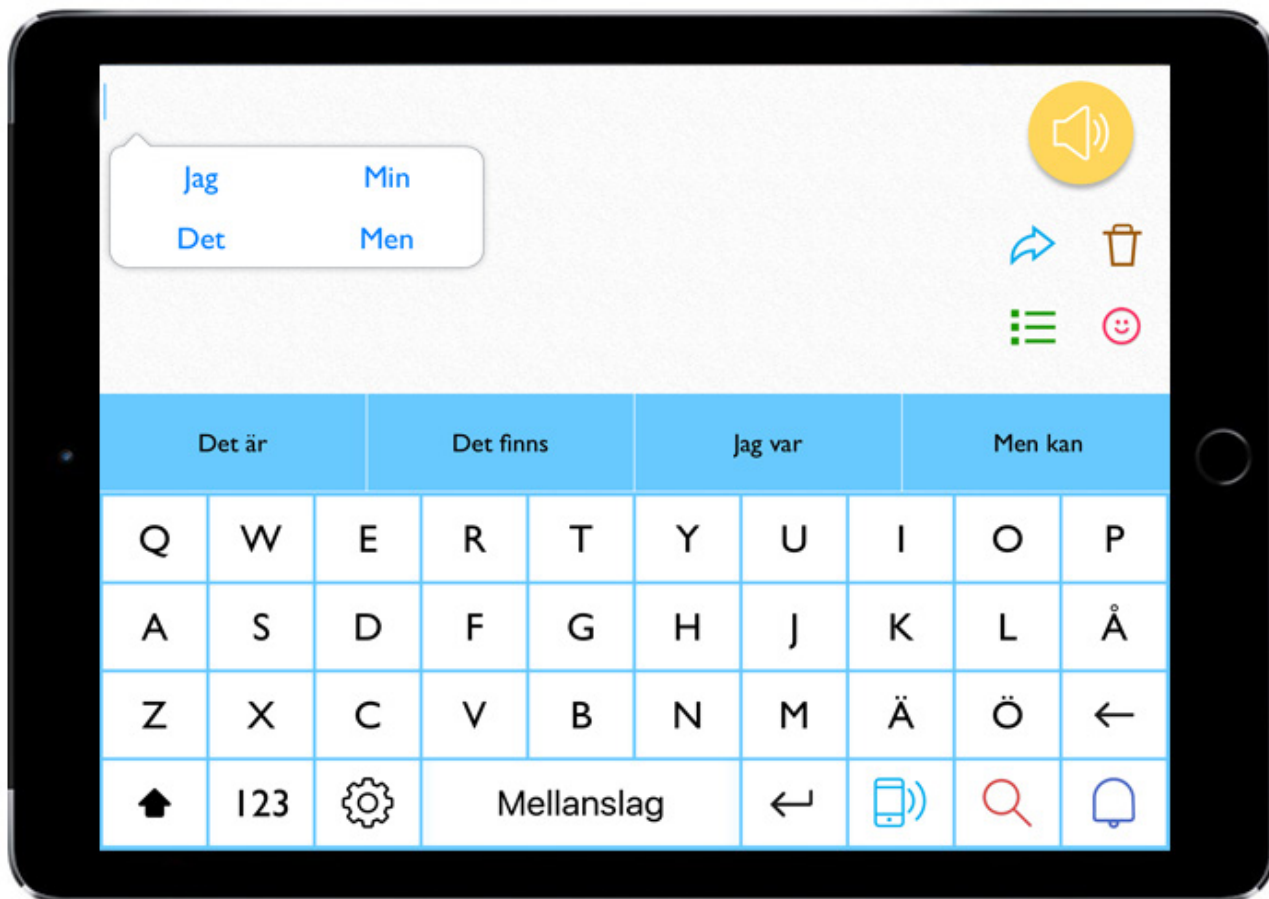 Jag Min
Det Men
Det är Det finns Jag var Men kan
Q W E R T Y U I O P
A S D F G H J K L Å
Z X C V B N M Ä Ö
123 Mellanslag